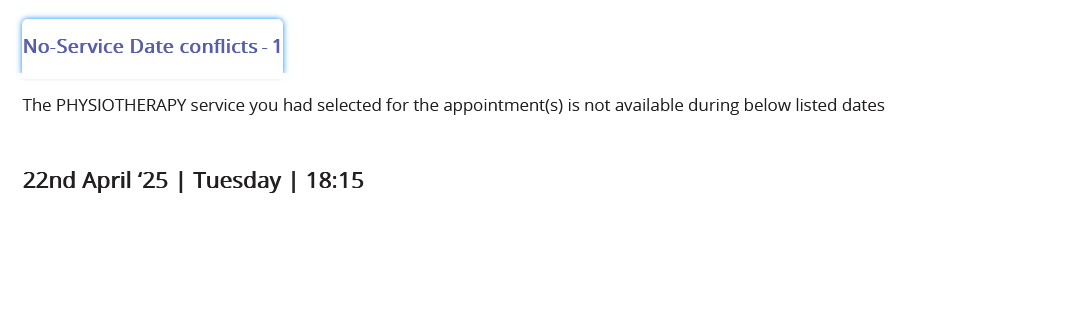 No-Service Date conflicts - 1
The PHYSIOTHERAPY service you had selected for the appointment(s) is not available during below listed dates
22nd April ‘25 | Tuesday | 18:15